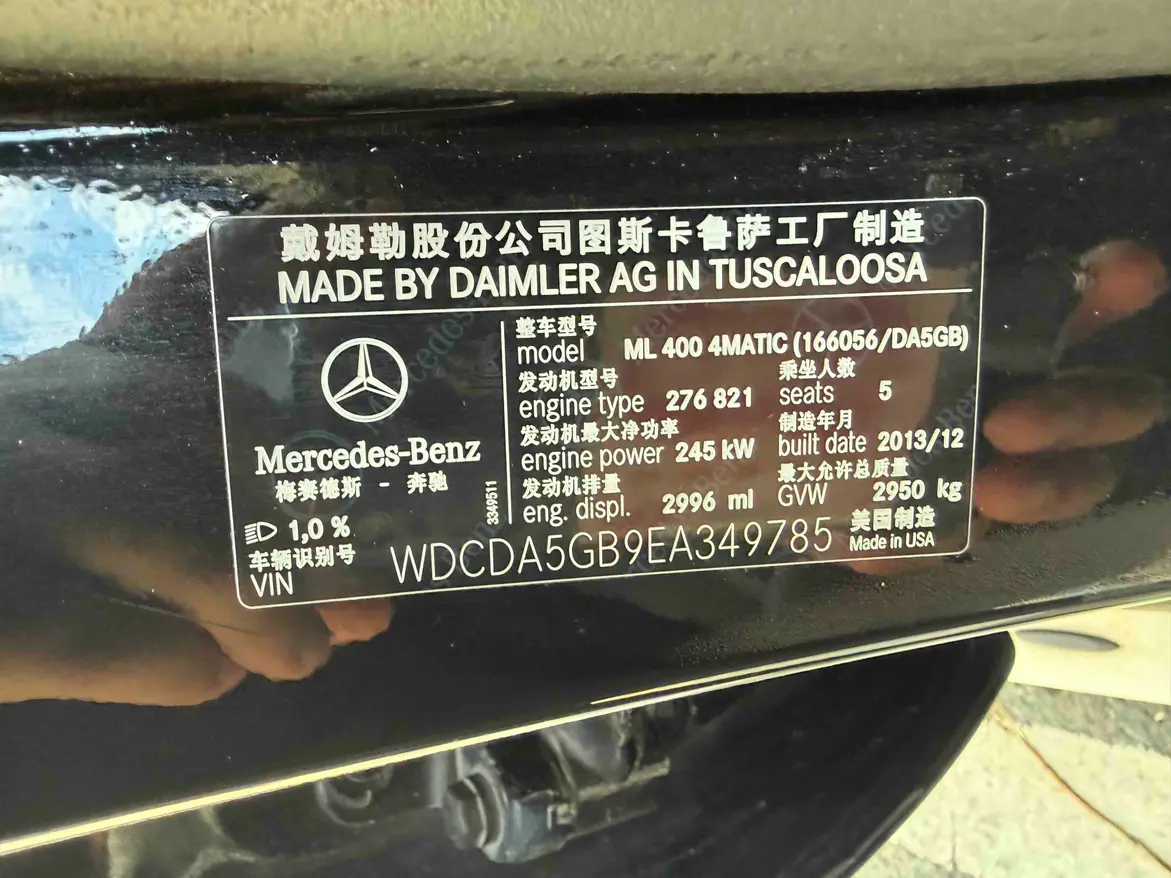 戴姆勒股份公司图斯卡鲁萨工厂制造
MADE BY DAIMLER AG IN TUSCALOOSA
Mercedes-Benz
梅赛德斯 - 奔驰
1,0 %
3349511
整车型号
model ML 400 4MATIC (166056/DA5GB)
发动机型号 乘坐人数
engine type 276 821 seats 5
发动机最大净功率 制造年月
engine power 245 kW built date 2013/12
发动机排量 最大允许总质量
eng. displ. 2996 ml GVW 2950 kg
车辆识别号
VIN WDCDA5GB9EA349785
美国制造
Made in USA